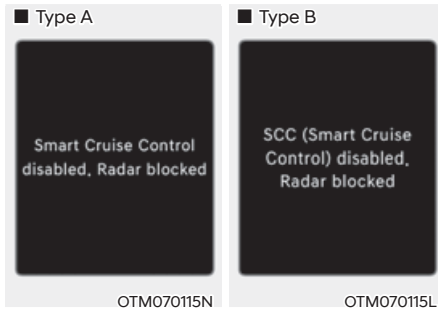 ■ Type A
Smart Cruise Control
disabled, Radar blocked
OTM070115N
■ Type B
SCC (Smart Cruise
Control) disabled,
Radar blocked
OTM070115L